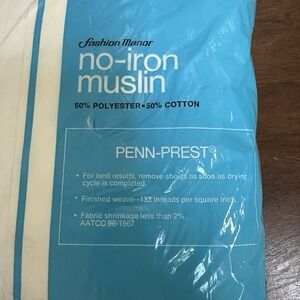 fashion manor
no-iron
muslin
50% POLYESTER • 50% COTTON
PENN-PREST®
• For best results, remove sheets as soon as drying
cycle is completed.
• Finished weave—133 threads per square inch.
• Fabric shrinkage less than 2%.
AATCC 96-1967